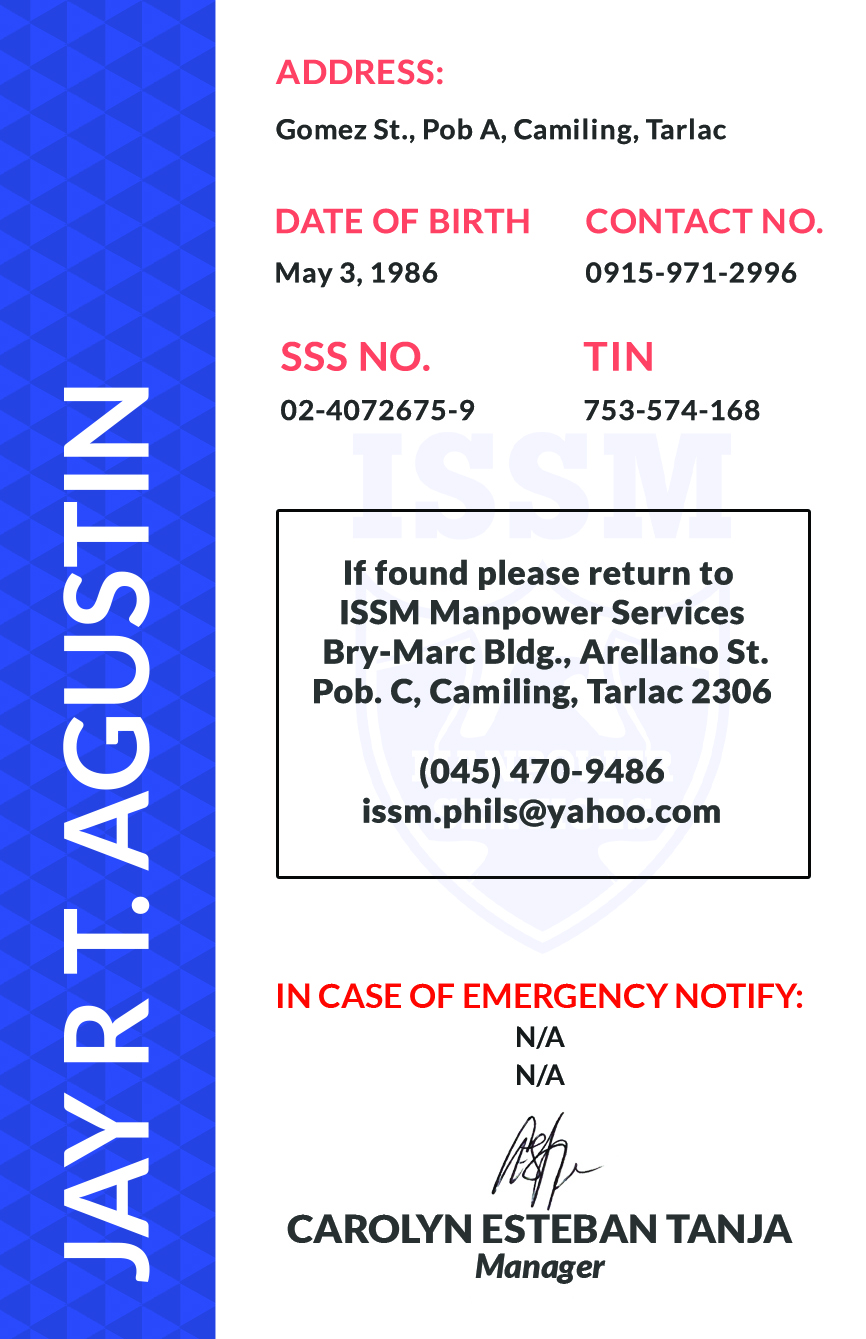 JAY R T. AGUSTIN
ADDRESS:
Gomez St., Pob A, Camiling, Tarlac
DATE OF BIRTH
May 3, 1986
CONTACT NO.
0915-971-2996
SSS NO.
02-4072675-9
TIN
753-574-168
ISSM
If found please return to
ISSM Manpower Services
Bry-Marc Bldg., Arellano St.
Pob. C, Camiling, Tarlac 2306
(045) 470-9486
issm.phils@yahoo.com
IN CASE OF EMERGENCY NOTIFY:
N/A
N/A
CAROLYN ESTEBAN TANJA
Manager